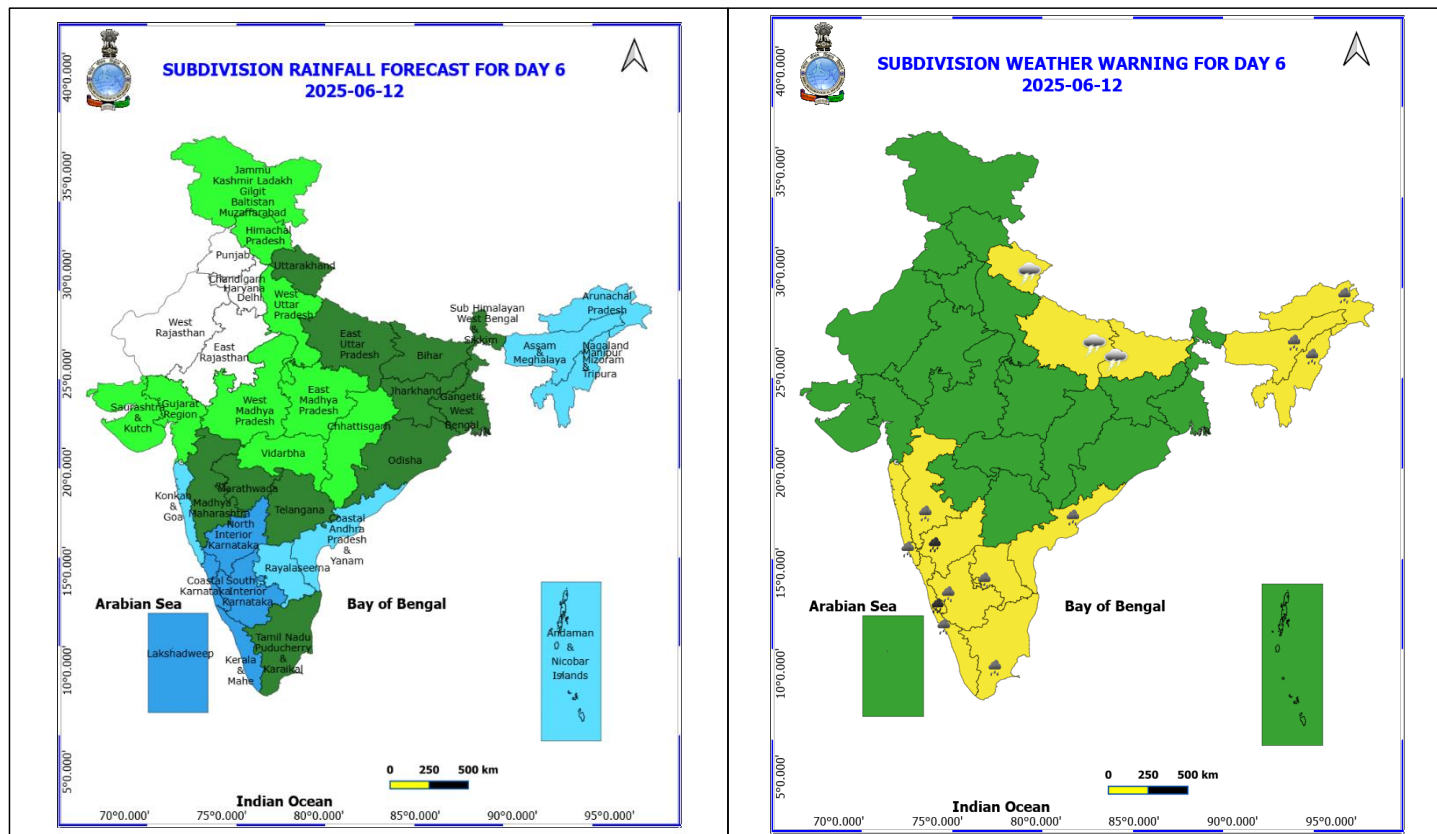 SUBDIVISION RAINFALL FORECAST FOR DAY 6
2025-06-12
40°0.000'
35°0.000'
30°0.000'
25°0.000'
20°0.000'
15°0.000'
10°0.000'
5°0.000'
Jammu
Kashmir Ladakh
Gilgit
Baltistan
Muzaffarabad
Himachal
Pradesh
Punjab
Uttarakhand
Chandigarh
Haryana
Delhi
West
Uttar
Pradesh
West
Rajasthan
East
Rajasthan
East
Uttar
Pradesh
Bihar
Sub Himalayan
West Bengal
&
Sikkim
Arunachal
Pradesh
Assam
&
Meghalaya
Nagaland
Manipur
Mizoram
&
Tripura
Saurashtra
&
Kutch
Gujarat
Region
West
Madhya
Pradesh
East
Madhya
Pradesh
Jharkhand
Gangetic
West
Bengal
Chhattisgarh
Vidarbha
Odisha
Konkan
&
Goa
Madhya
Maharashtra
Marathwada
Telangana
North
Interior
Karnataka
Coastal
Andhra
Pradesh
&
Yanam
Rayalaseema
Coastal
Karnataka
South
Interior
Karnataka
Arabian Sea
Bay of Bengal
Lakshadweep
Kerala
&
Mahe
Tamil Nadu
Puducherry
&
Karaikal
Andaman
&
Nicobar
Islands
0 250 500 km
Indian Ocean
70°0.000' 75°0.000' 80°0.000' 85°0.000' 90°0.000' 95°0.000'
SUBDIVISION WEATHER WARNING FOR DAY 6
2025-06-12
40°0.000'
35°0.000'
30°0.000'
25°0.000'
20°0.000'
15°0.000'
10°0.000'
5°0.000'
Arabian Sea
Bay of Bengal
0 250 500 km
Indian Ocean
70°0.000' 75°0.000' 80°0.000' 85°0.000' 90°0.000' 95°0.000'